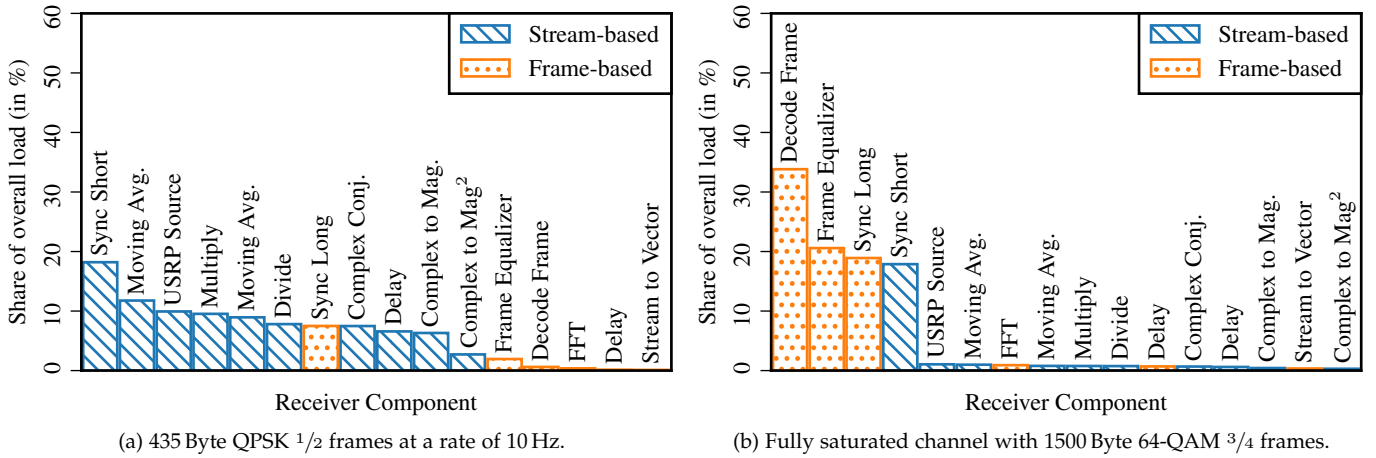 Share of overall load (in %)
0 10 20 30 40 50 60
Stream-based
Frame-based
Sync Short
Moving Avg.
USRP Source
Multiply
Moving Avg.
Divide
Sync Long
Complex Conj.
Delay
Complex to Mag.
Complex to Mag²
Frame Equalizer
Decode Frame
FFT
Delay
Stream to Vector
Receiver Component
(a) 435 Byte QPSK 1/2 frames at a rate of 10 Hz.
Share of overall load (in %)
0 10 20 30 40 50 60
Stream-based
Frame-based
Decode Frame
Frame Equalizer
Sync Long
Sync Short
USRP Source
Moving Avg.
FFT
Moving Avg.
Multiply
Divide
Delay
Complex Conj.
Delay
Complex to Mag.
Stream to Vector
Complex to Mag²
Receiver Component
(b) Fully saturated channel with 1500 Byte 64-QAM 3/4 frames.